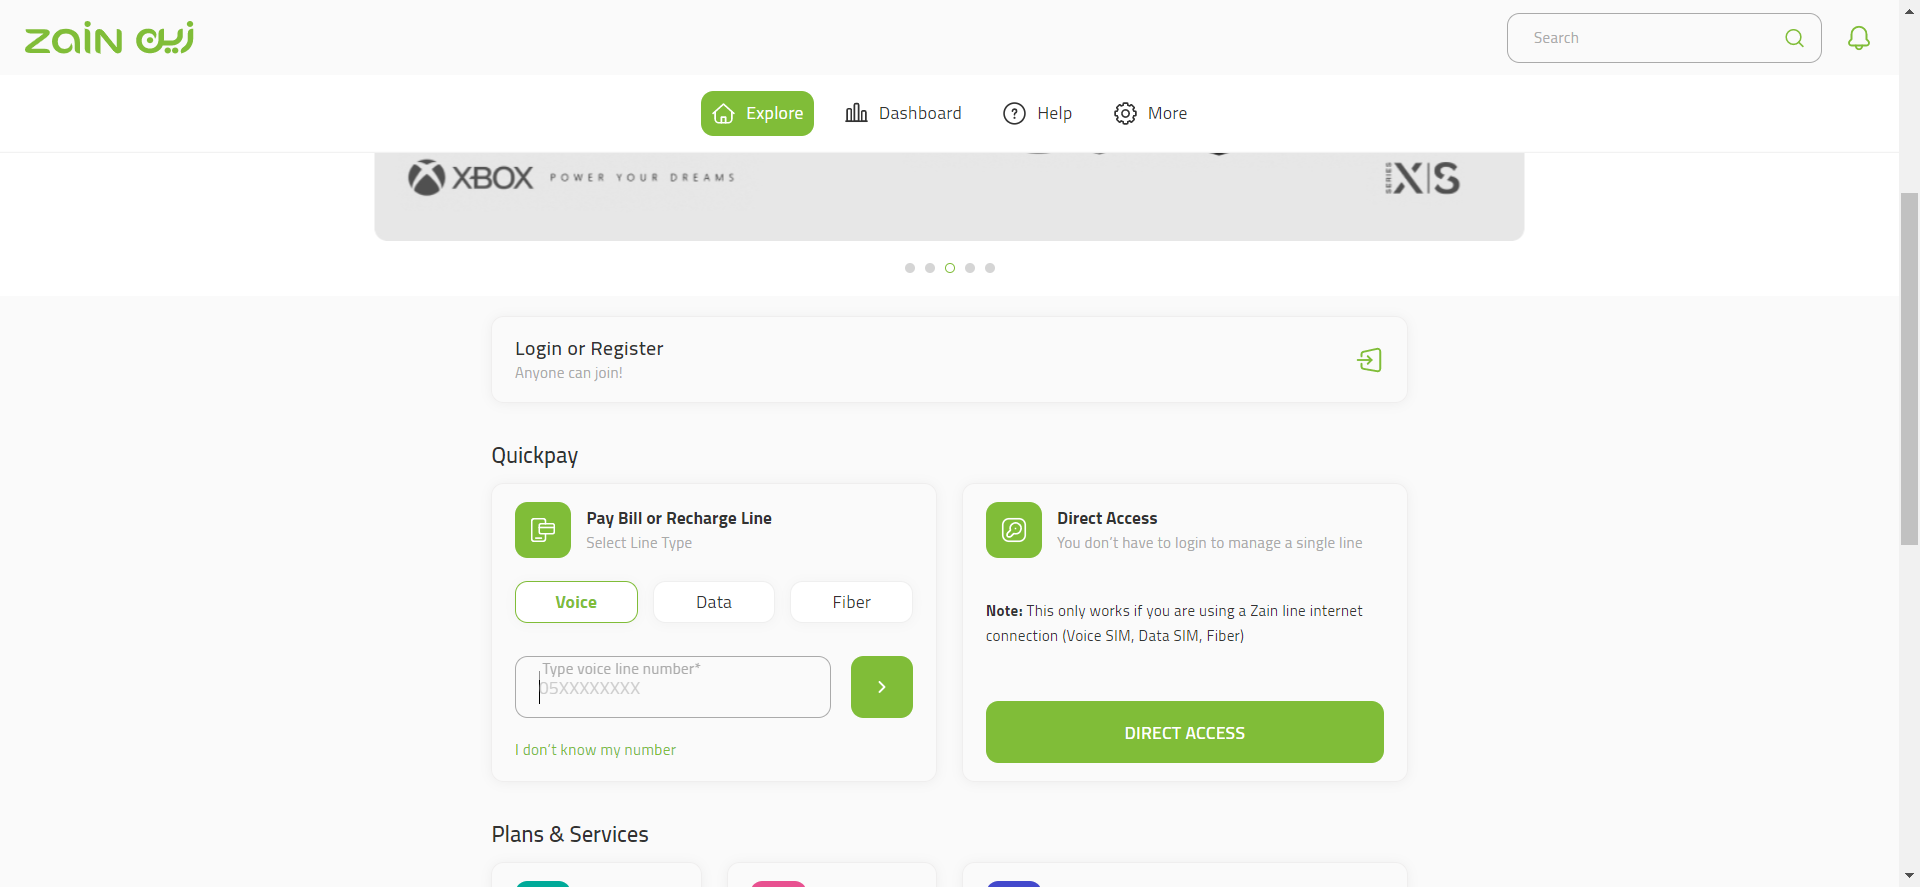 zain زين
Search
Explore
Dashboard
Help
More
XBOX POWER YOUR DREAMS
SERIES X|S
Login or Register
Anyone can join!
Quickpay
Pay Bill or Recharge Line
Select Line Type
Voice
Data
Fiber
Type voice line number*
05XXXXXXXX
I don't know my number
Direct Access
You don't have to login to manage a single line
Note: This only works if you are using a Zain line internet
connection (Voice SIM, Data SIM, Fiber)
DIRECT ACCESS
Plans & Services